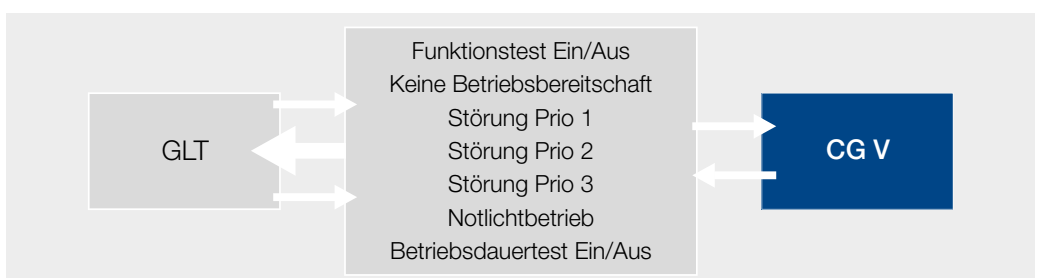 GLT
Funktionstest Ein/Aus
Keine Betriebsbereitschaft
Störung Prio 1
Störung Prio 2
Störung Prio 3
Notlichtbetrieb
Betriebsdauertest Ein/Aus
CG V